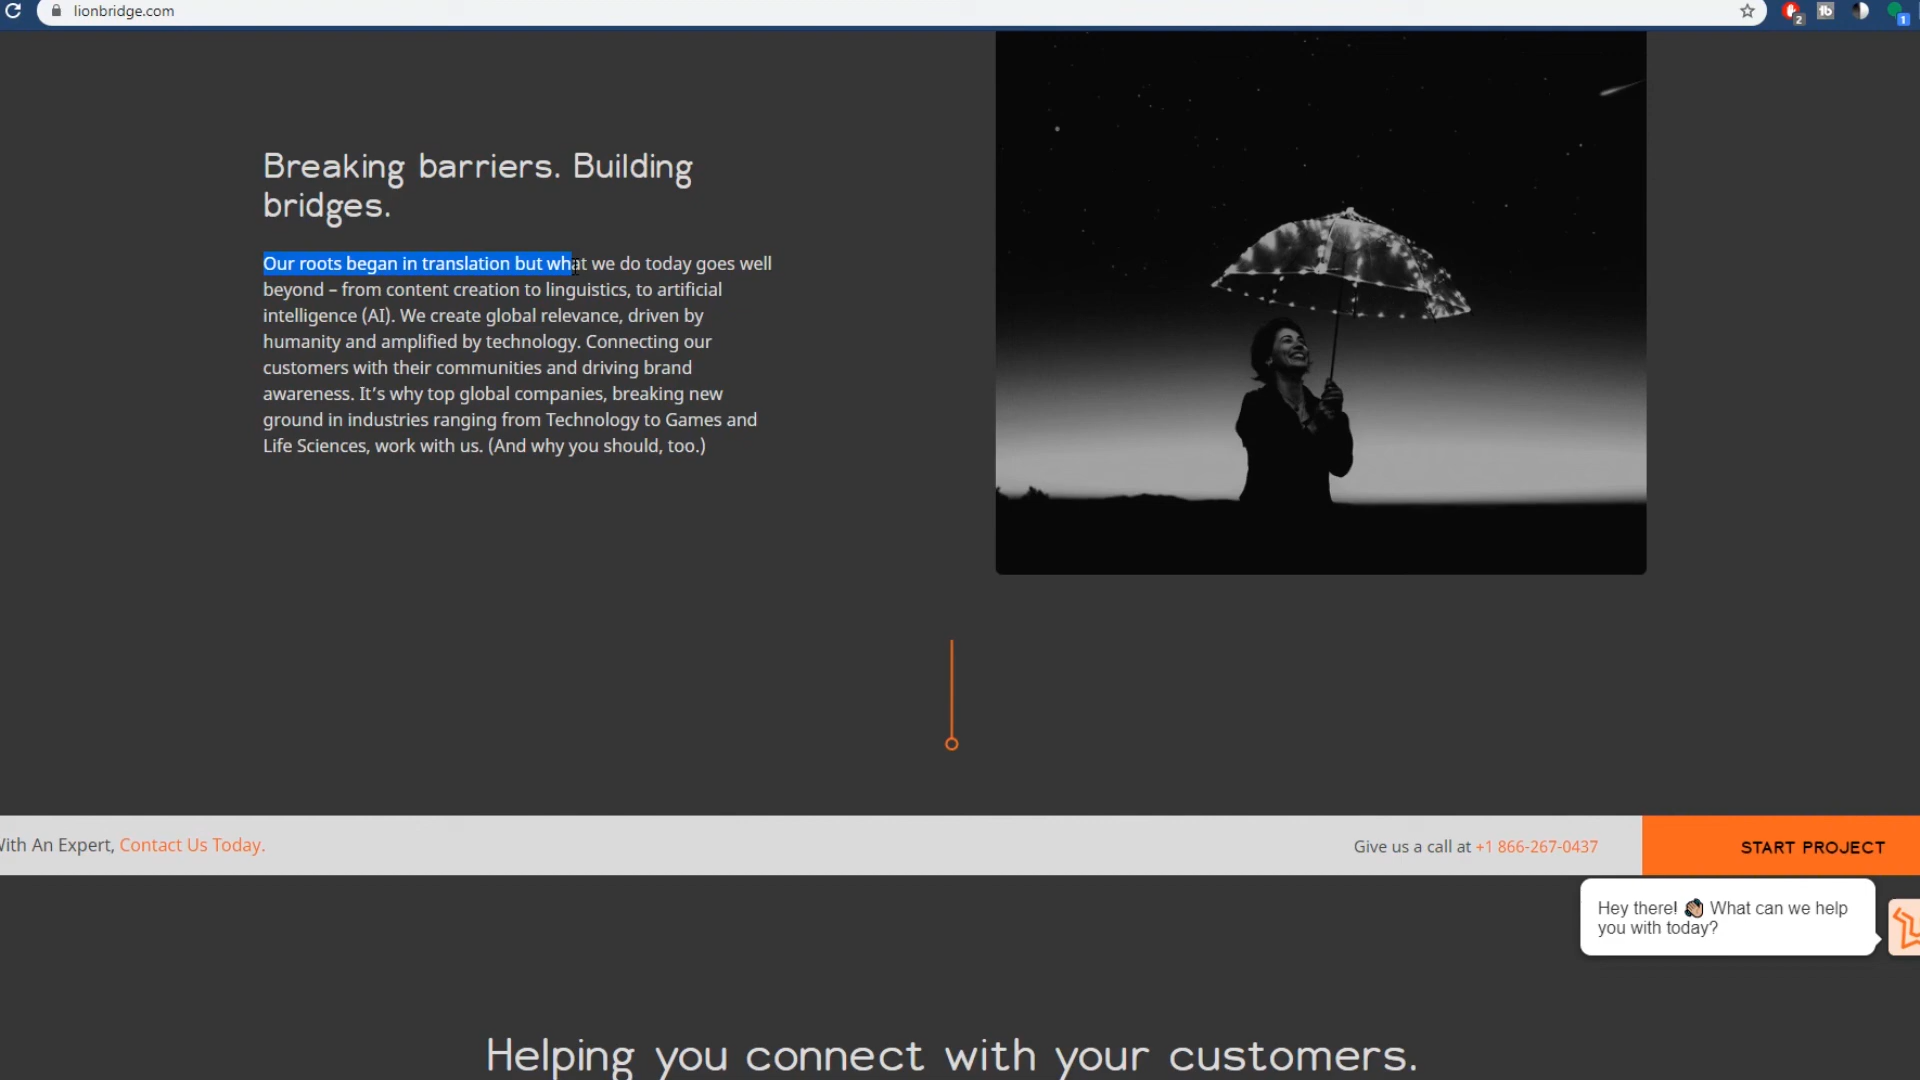 lionbridge.com
2
tb
1
Breaking barriers. Building
bridges.
Our roots began in translation but what we do today goes well
beyond – from content creation to linguistics, to artificial
intelligence (AI). We create global relevance, driven by
humanity and amplified by technology. Connecting our
customers with their communities and driving brand
awareness. It’s why top global companies, breaking new
ground in industries ranging from Technology to Games and
Life Sciences, work with us. (And why you should, too.)
With An Expert, Contact Us Today.
Give us a call at +1 866-267-0437
START PROJECT
Hey there! 👋🏼 What can we help
you with today?
Helping you connect with your customers.